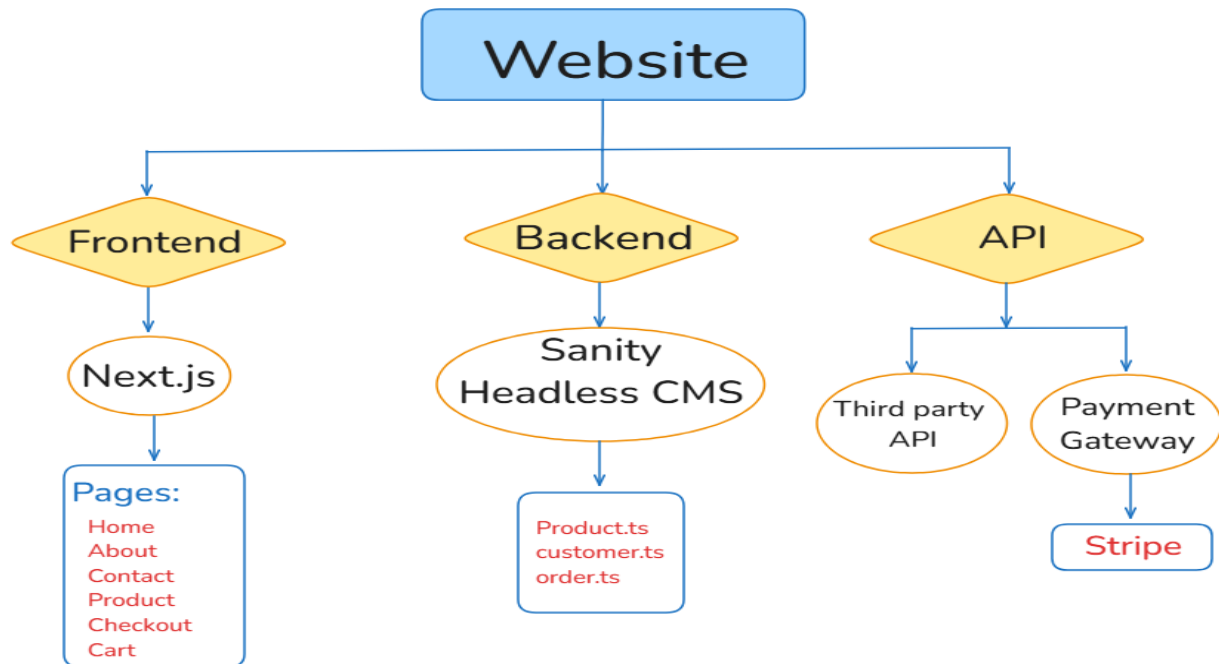 Website
Frontend
Backend
API
Next.js
Sanity
Headless CMS
Third party
API
Payment
Gateway
Pages:
Home
About
Contact
Product
Checkout
Cart
Product.ts
customer.ts
order.ts
Stripe